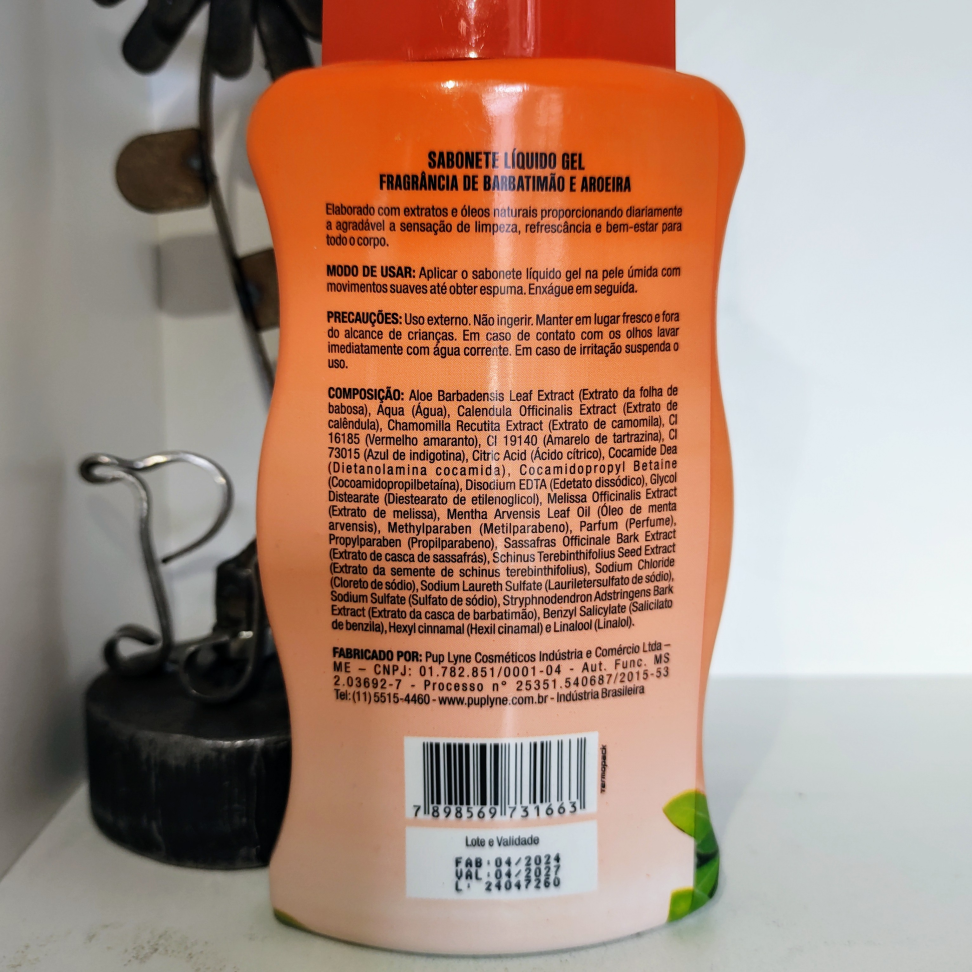 SABONETE LÍQUIDO GEL
FRAGRÂNCIA DE BARBATIMÃO E AROEIRA
Elaborado com extratos e óleos naturais proporcionando diariamente
a agradável a sensação de limpeza, refrescância e bem-estar para
todo o corpo.
MODO DE USAR: Aplicar o sabonete líquido gel na pele úmida com
movimentos suaves até obter espuma. Enxágue em seguida.
PRECAUÇÕES: Uso externo. Não ingerir. Manter em lugar fresco e fora
do alcance de crianças. Em caso de contato com os olhos lavar
imediatamente com água corrente. Em caso de irritação suspenda o
uso.
COMPOSIÇÃO: Aloe Barbadensis Leaf Extract (Extrato da folha de
babosa), Aqua (Água), Calendula Officinalis Extract (Extrato de
calêndula), Chamomilla Recutita Extract (Extrato de camomila), CI
16185 (Vermelho amaranto), CI 19140 (Amarelo de tartrazina), CI
73015 (Azul de indigotina), Citric Acid (Ácido cítrico), Cocamide Dea
(Dietanolamina cocamida), Cocamidopropyl Betaine
(Cocoamidopropilbetaína), Disodium EDTA (Edetato dissódico), Glycol
Distearate (Diestearato de etilenoglicol), Melissa Officinalis Extract
(Extrato de melissa), Mentha Arvensis Leaf Oil (Óleo de menta
arvensis), Methylparaben (Metilparabeno), Parfum (Perfume),
Propylparaben (Propilparabeno), Sassafras Officinale Bark Extract
(Extrato de casca de sassafrás), Schinus Terebinthifolius Seed Extract
(Extrato da semente de schinus terebinthifolius), Sodium Chloride
(Cloreto de sódio), Sodium Laureth Sulfate (Lauriletersulfato de sódio),
Sodium Sulfate (Sulfato de sódio), Stryphnodendron Adstringens Bark
Extract (Extrato da casca de barbatimão), Benzyl Salicylate (Salicilato
de benzila), Hexyl cinnamal (Hexil cinamal) e Linalool (Linalol).
FABRICADO POR: Pup Lyne Cosméticos Indústria e Comércio Ltda –
ME – CNPJ: 01.782.851/0001-04 - Aut. Func. MS
2.03692-7 - Processo nº 25351.540687/2015-53
Tel: (11) 5515-4460 - www.puplyne.com.br - Indústria Brasileira
termopack
7 898569 731663
Lote e Validade
FAB:04/2024
VAL:04/2027
L: 24047260